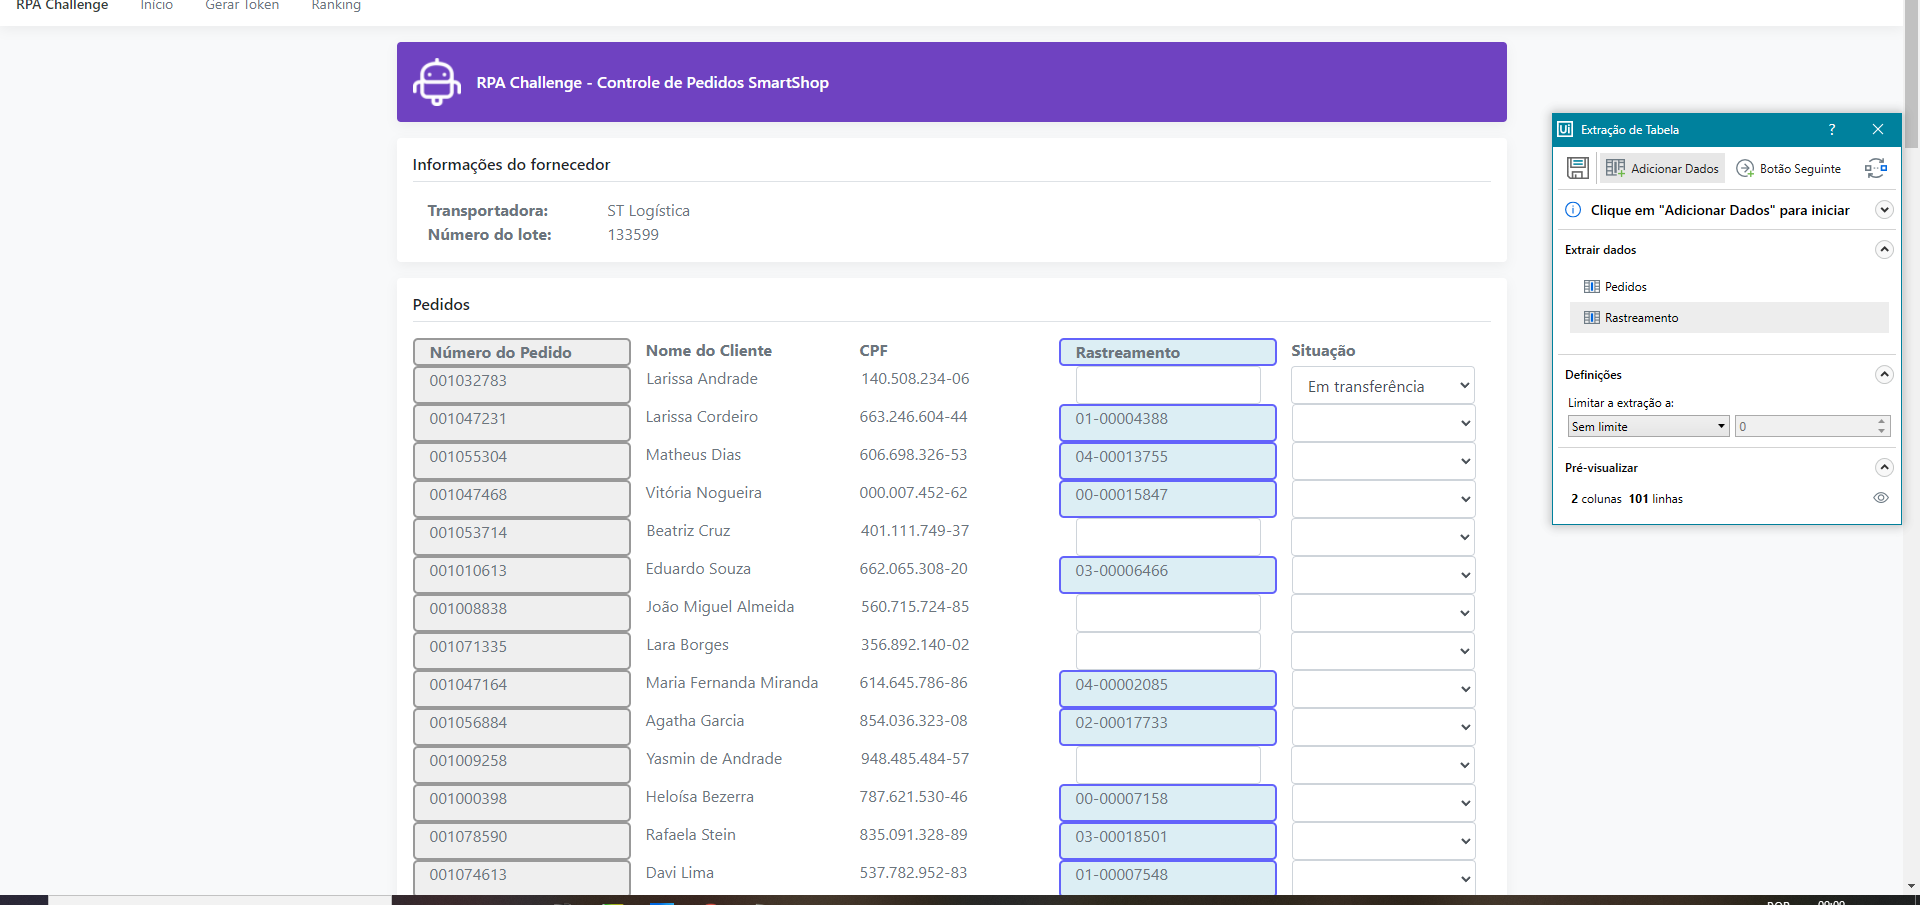 RPA Challenge Início Gerar Token Ranking
RPA Challenge - Controle de Pedidos SmartShop
Informações do fornecedor
Transportadora: ST Logística
Número do lote: 133599
Pedidos
Número do Pedido Nome do Cliente CPF Rastreamento Situação
001032783 Larissa Andrade 140.508.234-06 Em transferência
001047231 Larissa Cordeiro 663.246.604-44 01-00004388
001055304 Matheus Dias 606.698.326-53 04-00013755
001047468 Vitória Nogueira 000.007.452-62 00-00015847
001053714 Beatriz Cruz 401.111.749-37
001010613 Eduardo Souza 662.065.308-20 03-00006466
001008838 João Miguel Almeida 560.715.724-85
001071335 Lara Borges 356.892.140-02
001047164 Maria Fernanda Miranda 614.645.786-86 04-00002085
001056884 Agatha Garcia 854.036.323-08 02-00017733
001009258 Yasmin de Andrade 948.485.484-57
001000398 Heloísa Bezerra 787.621.530-46 00-00007158
001078590 Rafaela Stein 835.091.328-89 03-00018501
001074613 Davi Lima 537.782.952-83 01-00007548
Ui Extração de Tabela ?
Adicionar Dados Botão Seguinte
Clique em "Adicionar Dados" para iniciar
Extrair dados
Pedidos
Rastreamento
Definições
Limitar a extração a:
Sem limite 0
Pré-visualizar
2 colunas 101 linhas